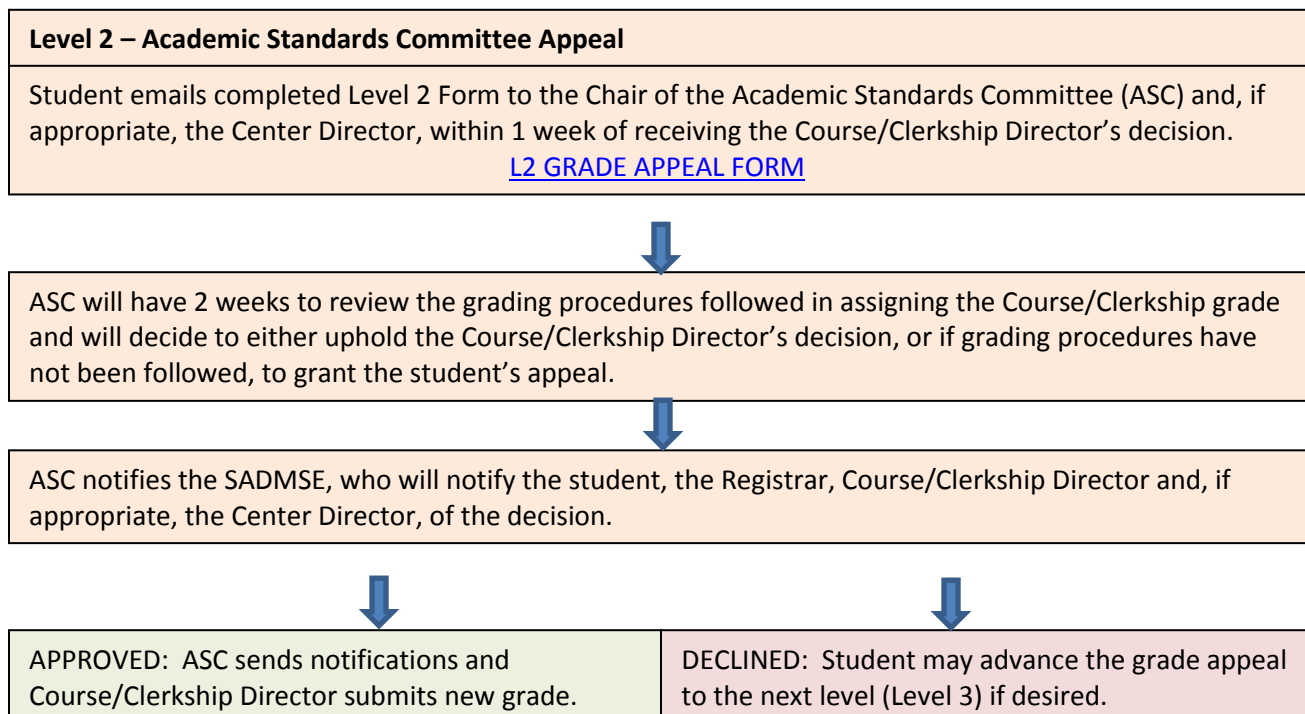 Level 2 – Academic Standards Committee Appeal
Student emails completed Level 2 Form to the Chair of the Academic Standards Committee (ASC) and, if
appropriate, the Center Director, within 1 week of receiving the Course/Clerkship Director’s decision.
L2 GRADE APPEAL FORM
ASC will have 2 weeks to review the grading procedures followed in assigning the Course/Clerkship grade
and will decide to either uphold the Course/Clerkship Director’s decision, or if grading procedures have
not been followed, to grant the student’s appeal.
ASC notifies the SADMSE, who will notify the student, the Registrar, Course/Clerkship Director and, if
appropriate, the Center Director, of the decision.
APPROVED:  ASC sends notifications and
Course/Clerkship Director submits new grade.
DECLINED:  Student may advance the grade appeal
to the next level (Level 3) if desired.